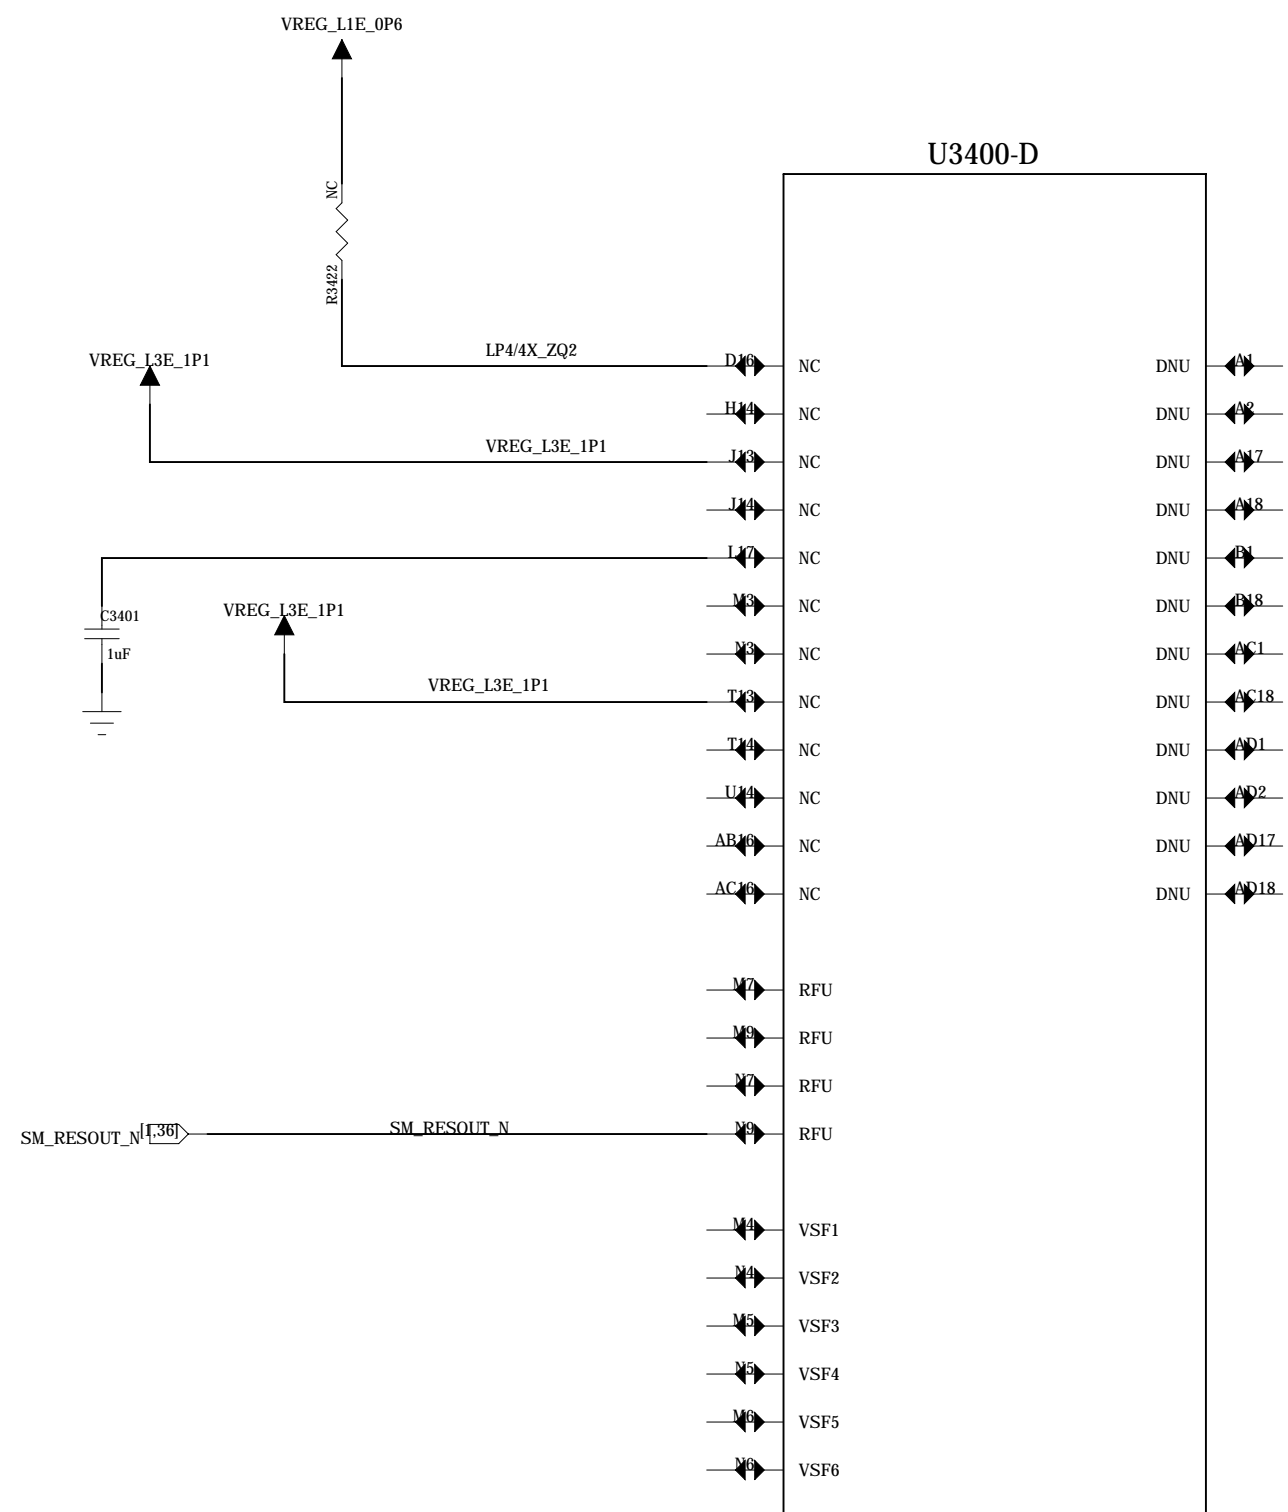 VREG_L1E_0P6
U3400-D
NC
R3422
LP4/4X_ZQ2
VREG_L3E_1P1
D16 NC DNU A1
H14 NC DNU A2
VREG_L3E_1P1
J13 NC DNU A17
J14 NC DNU A18
L17 NC DNU B1
C3401
VREG_L3E_1P1
M3 NC DNU B18
1uF
N3 NC DNU AC1
VREG_L3E_1P1
T13 NC DNU AC18
T14 NC DNU AD1
U14 NC DNU AD2
AB16 NC DNU AD17
AC16 NC DNU AD18
M7 RFU
M9 RFU
N7 RFU
SM_RESOUT_N [1,36] SM_RESOUT_N N9 RFU
M4 VSF1
N4 VSF2
M5 VSF3
N5 VSF4
M6 VSF5
N6 VSF6